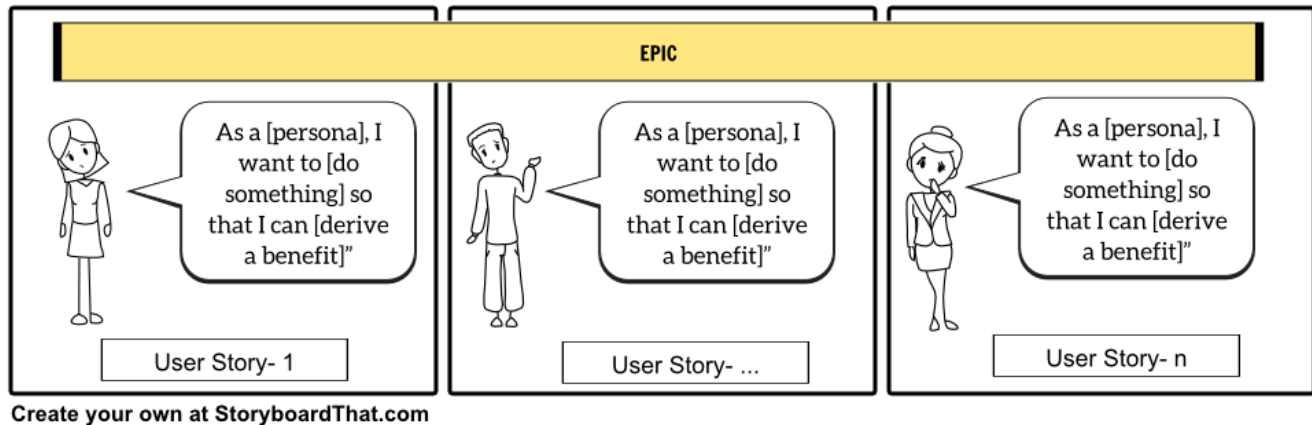 EPIC
As a [persona], I
want to [do
something] so
that I can [derive
a benefit]”
As a [persona], I
want to [do
something] so
that I can [derive
a benefit]”
As a [persona], I
want to [do
something] so
that I can [derive
a benefit]”
User Story- 1
User Story- ...
User Story- n
Create your own at StoryboardThat.com